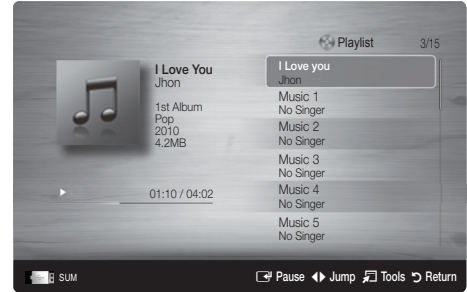 Playlist 3/15
I Love You
Jhon
1st Album
Pop
2010
4.2MB
01:10 / 04:02
I Love you
Jhon
Music 1
No Singer
Music 2
No Singer
Music 3
No Singer
Music 4
No Singer
Music 5
No Singer
SUM
Pause Jump Tools Return